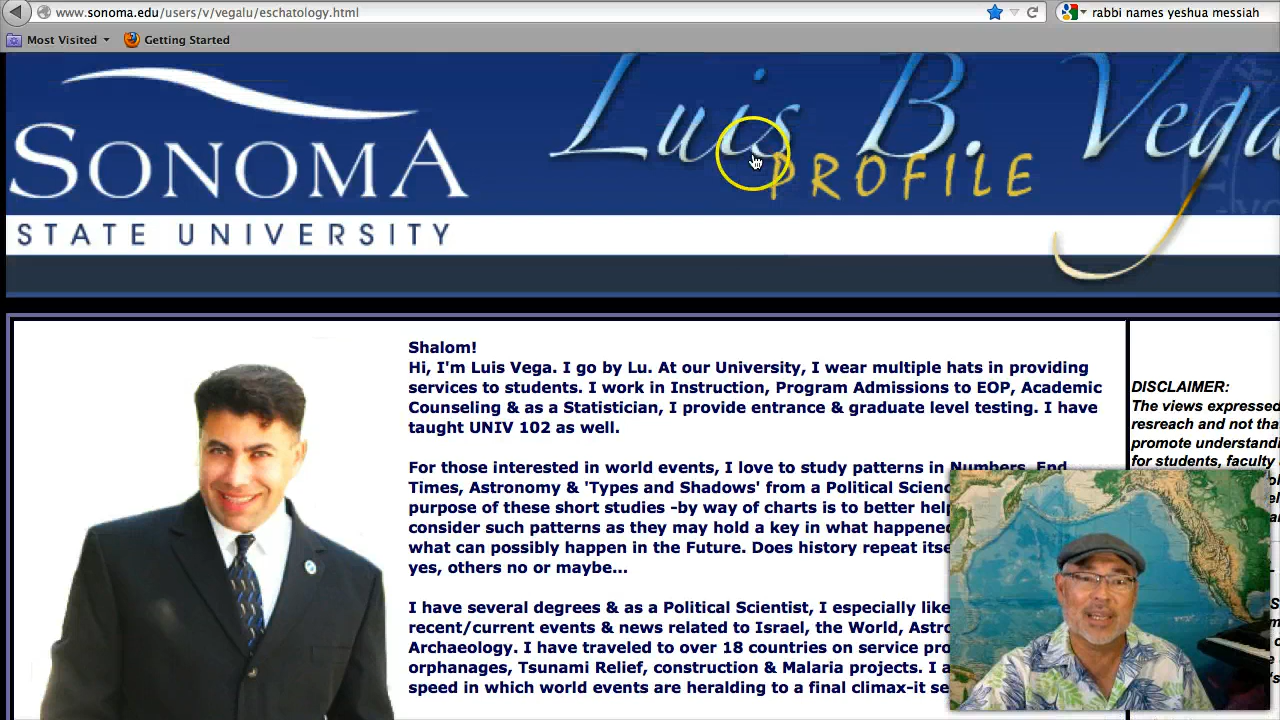 www.sonoma.edu/users/v/vegalu/eschatology.html
rabbi names yeshua messiah
Most Visited
Getting Started
Luis B. Vega
PROFILE
SONOMA
STATE UNIVERSITY
Shalom!
Hi, I'm Luis Vega. I go by Lu. At our University, I wear multiple hats in providing
services to students. I work in Instruction, Program Admissions to EOP, Academic
Counseling & as a Statistician, I provide entrance & graduate level testing. I have
taught UNIV 102 as well.
For those interested in world events, I love to study patterns in Numbers, End
Times, Astronomy & 'Types and Shadows' from a Political
purpose of these short studies -by way of charts is to better
consider such patterns as they may hold a key in what happened
what can possibly happen in the Future. Does history repeat
yes, others no or maybe...
I have several degrees & as a Political Scientist, I especially like
recent/current events & news related to Israel, the World,
Archaeology. I have traveled to over 18 countries on service
orphanages, Tsunami Relief, construction & Malaria projects. I
speed in which world events are heralding to a final climax-it
DISCLAIMER:
The views expressed
resreach and not tha
promote understandi
for students, faculty